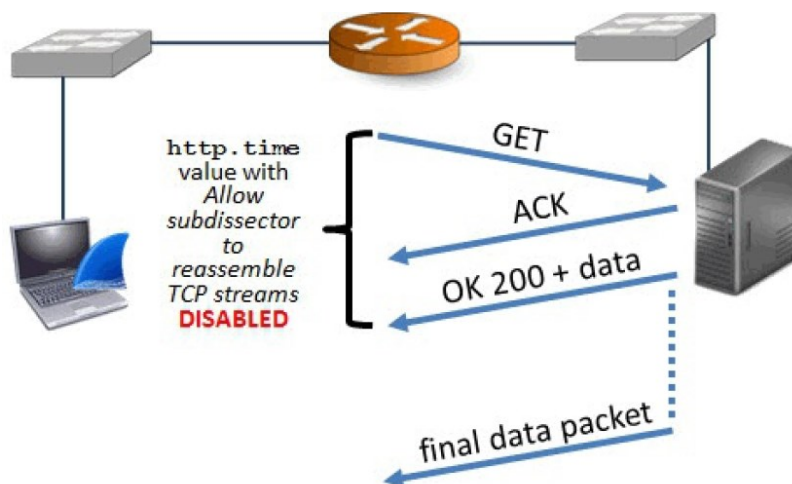 http.time
value with
Allow
subdissector
to
reassemble
TCP streams
DISABLED
GET
ACK
OK 200 + data
final data packet